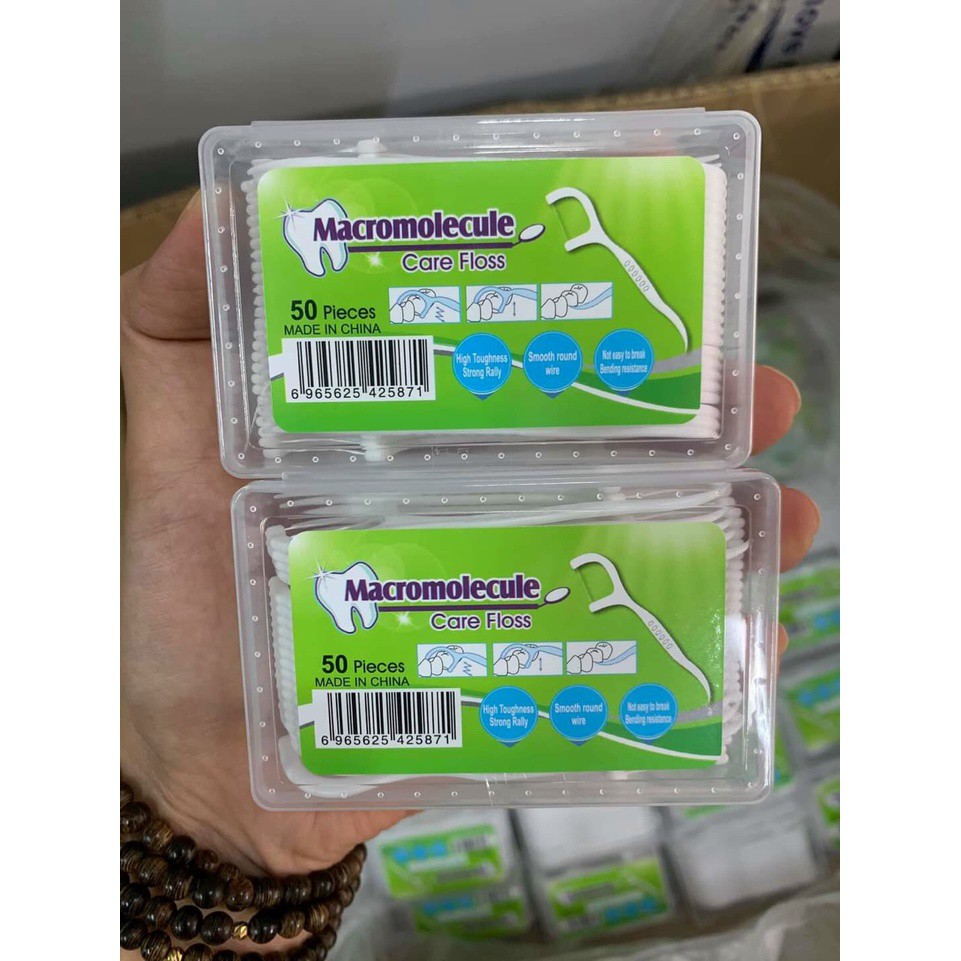 Macromolecule
Care Floss
50 Pieces
MADE IN CHINA
6 965625 425871
High Toughness
Strong Rally
Smooth round
wire
Not easy to break
Bending resistance
Macromolecule
Care Floss
50 Pieces
MADE IN CHINA
6 965625 425871
High Toughness
Strong Rally
Smooth round
wire
Not easy to break
Bending resistance